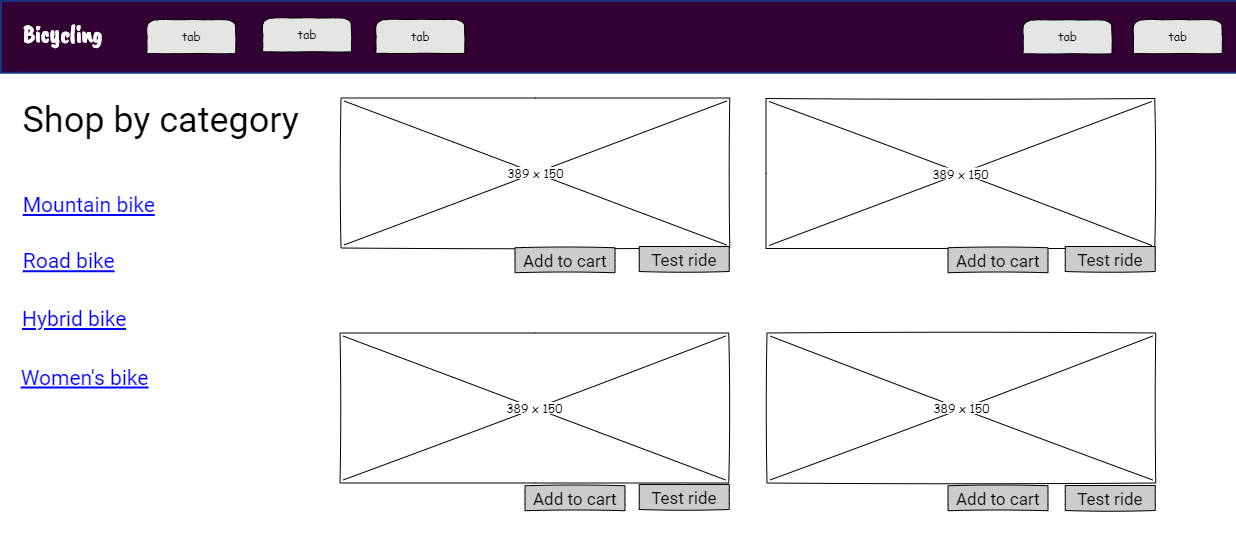 Bicycling
tab
tab
tab
tab
tab
Shop by category
Mountain bike
Road bike
Hybrid bike
Women's bike
389 x 150
Add to cart
Test ride
389 x 150
Add to cart
Test ride
389 x 150
Add to cart
Test ride
389 x 150
Add to cart
Test ride